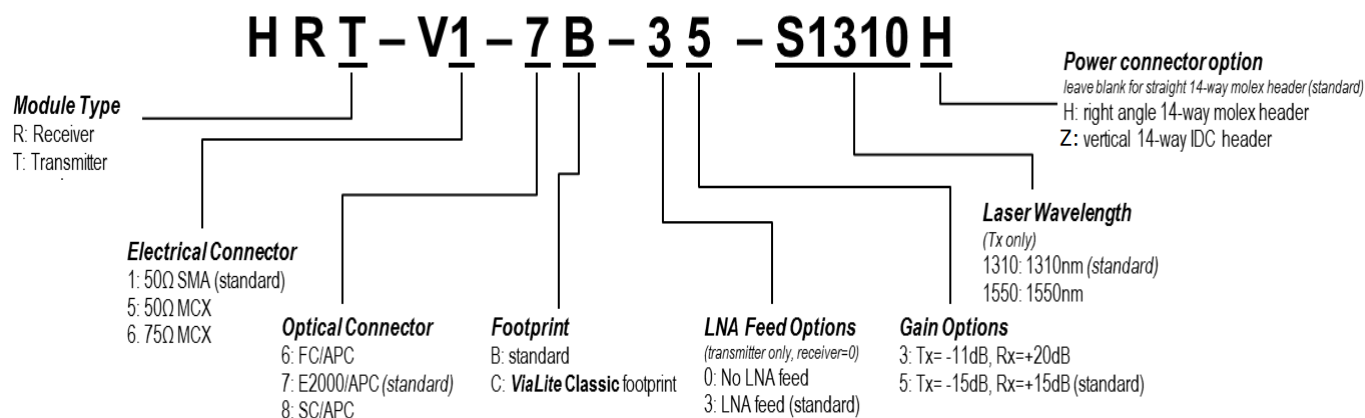 H R T – V 1 – 7 B – 3 5 – S1310 H
Module Type
R: Receiver
T: Transmitter
Electrical Connector
1: 50Ω SMA (standard)
5: 50Ω MCX
6. 75Ω MCX
Optical Connector
6: FC/APC
7: E2000/APC (standard)
8: SC/APC
Footprint
B: standard
C: ViaLite Classic footprint
LNA Feed Options
(transmitter only, receiver=0)
0: No LNA feed
3: LNA feed (standard)
Gain Options
3: Tx= -11dB, Rx=+20dB
5: Tx= -15dB, Rx=+15dB (standard)
Laser Wavelength
(Tx only)
1310: 1310nm (standard)
1550: 1550nm
Power connector option
leave blank for straight 14-way molex header (standard)
H: right angle 14-way molex header
Z: vertical 14-way IDC header